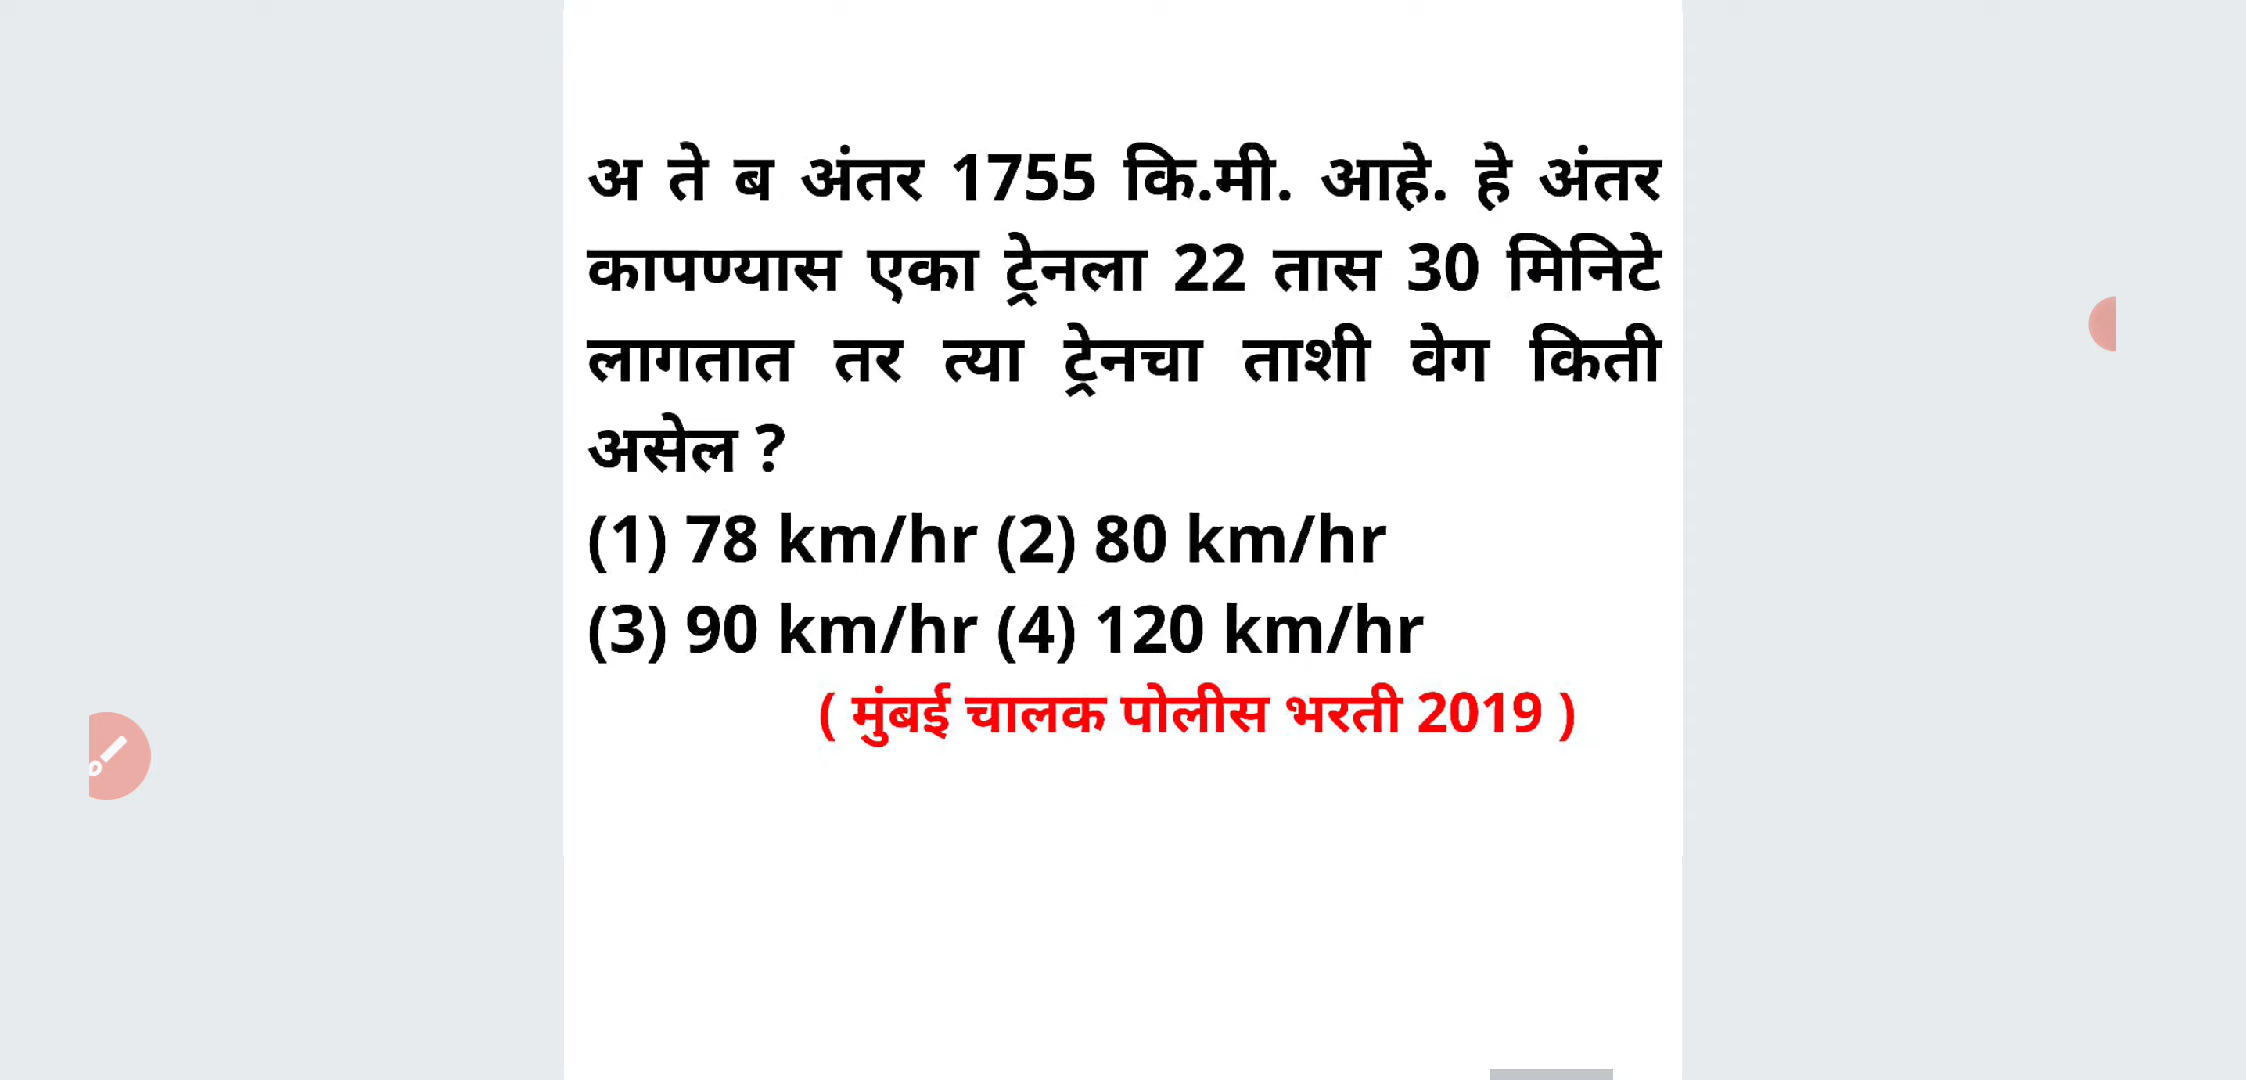 अ ते ब अंतर 1755 कि.मी. आहे. हे अंतर
कापण्यास एका ट्रेनला 22 तास 30 मिनिटे
लागतात तर त्या ट्रेनचा ताशी वेग किती
असेल ?
(1) 78 km/hr (2) 80 km/hr
(3) 90 km/hr (4) 120 km/hr
( मुंबई चालक पोलीस भरती 2019 )